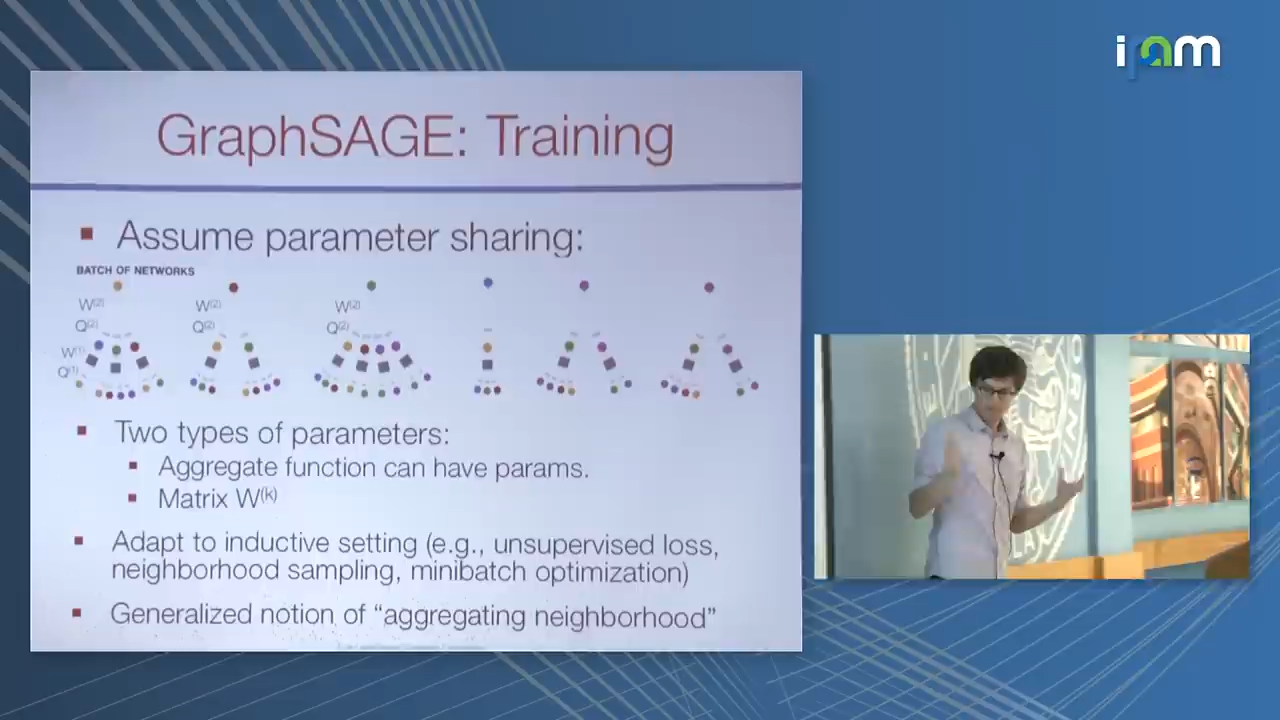 ipam
GraphSAGE: Training
Assume parameter sharing:
BATCH OF NETWORKS
W(2) W(2) W(2)
Q(2) Q(2) Q(2)
W(1)
Q(1)
Two types of parameters:
Aggregate function can have params.
Matrix W(k)
Adapt to inductive setting (e.g., unsupervised loss,
neighborhood sampling, minibatch optimization)
Generalized notion of “aggregating neighborhood”